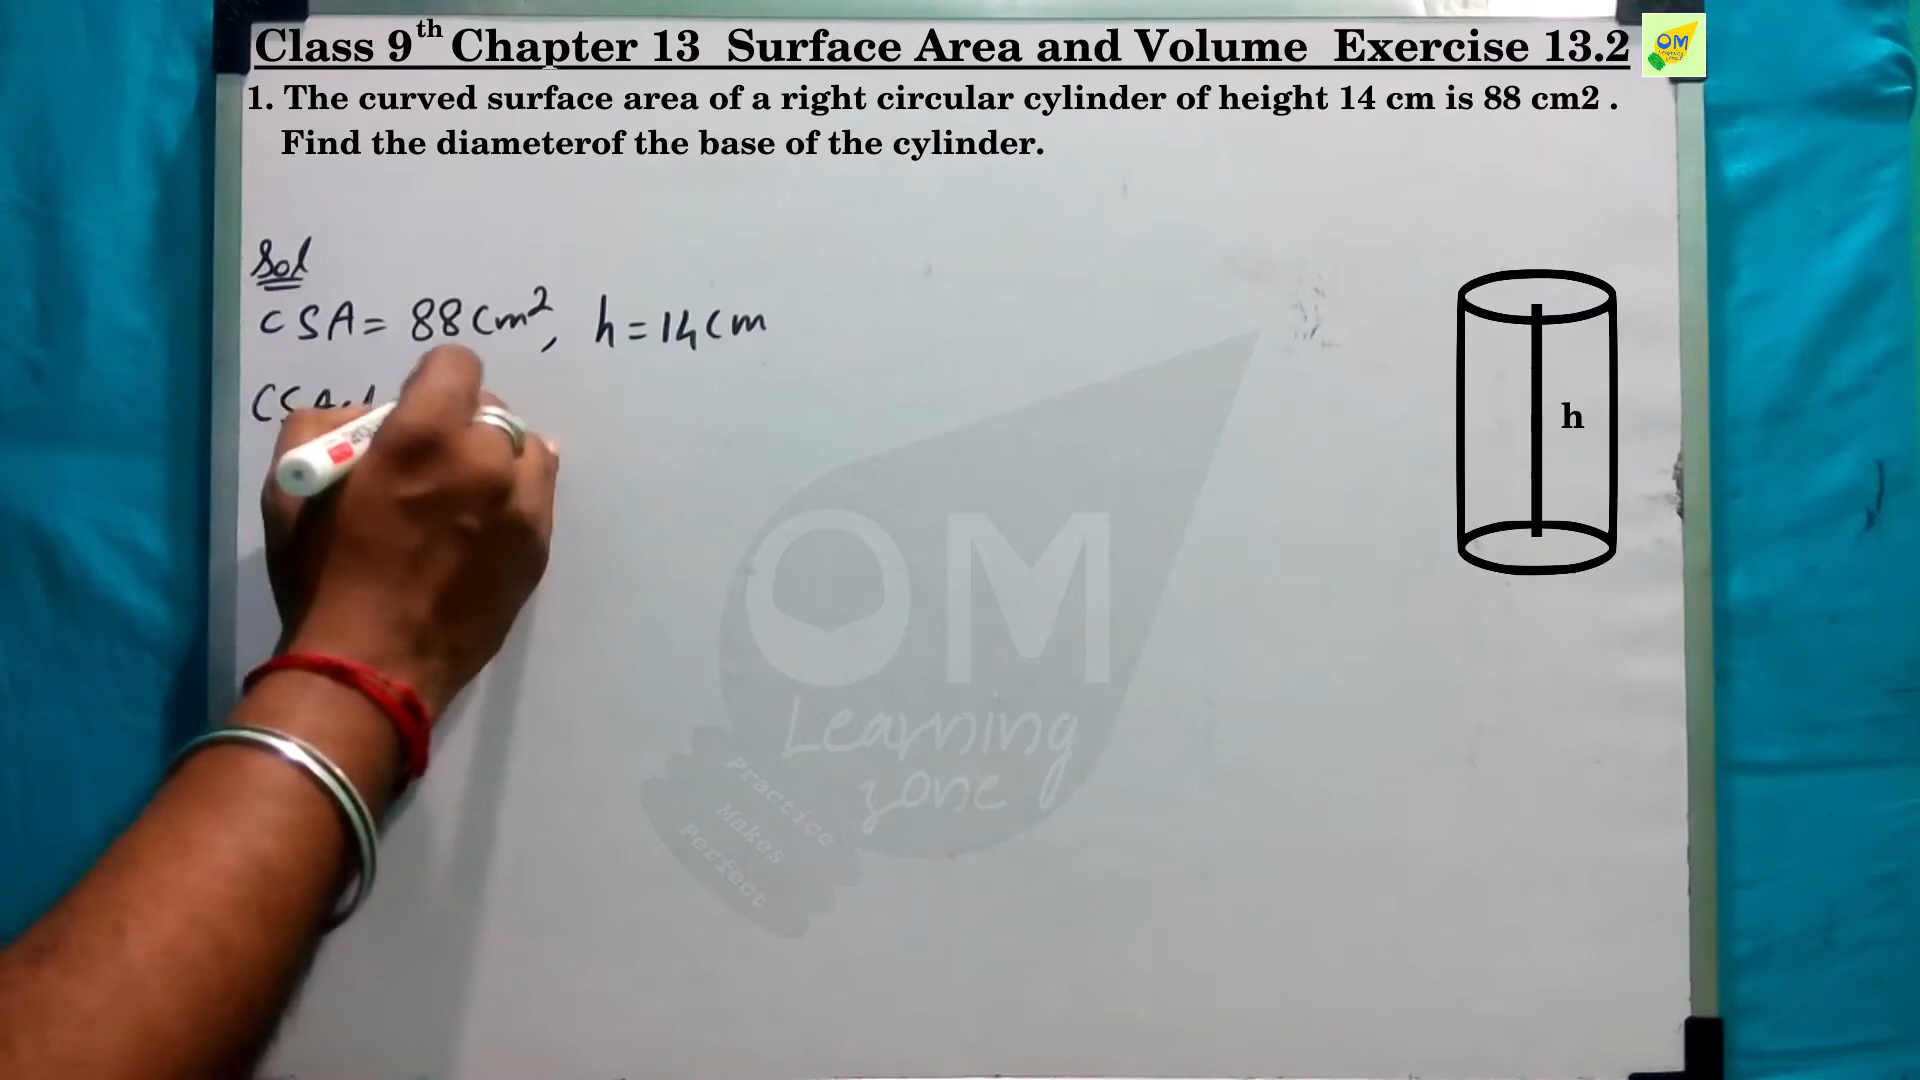 Class 9th Chapter 13 Surface Area and Volume Exercise 13.2
OM
1. The curved surface area of a right circular cylinder of height 14 cm is 88 cm2 .
Find the diameterof the base of the cylinder.
Sol
CSA = 88 cm², h = 14 cm
CSA
h
OM
Learning
zone
Practice
Makes
Perfect